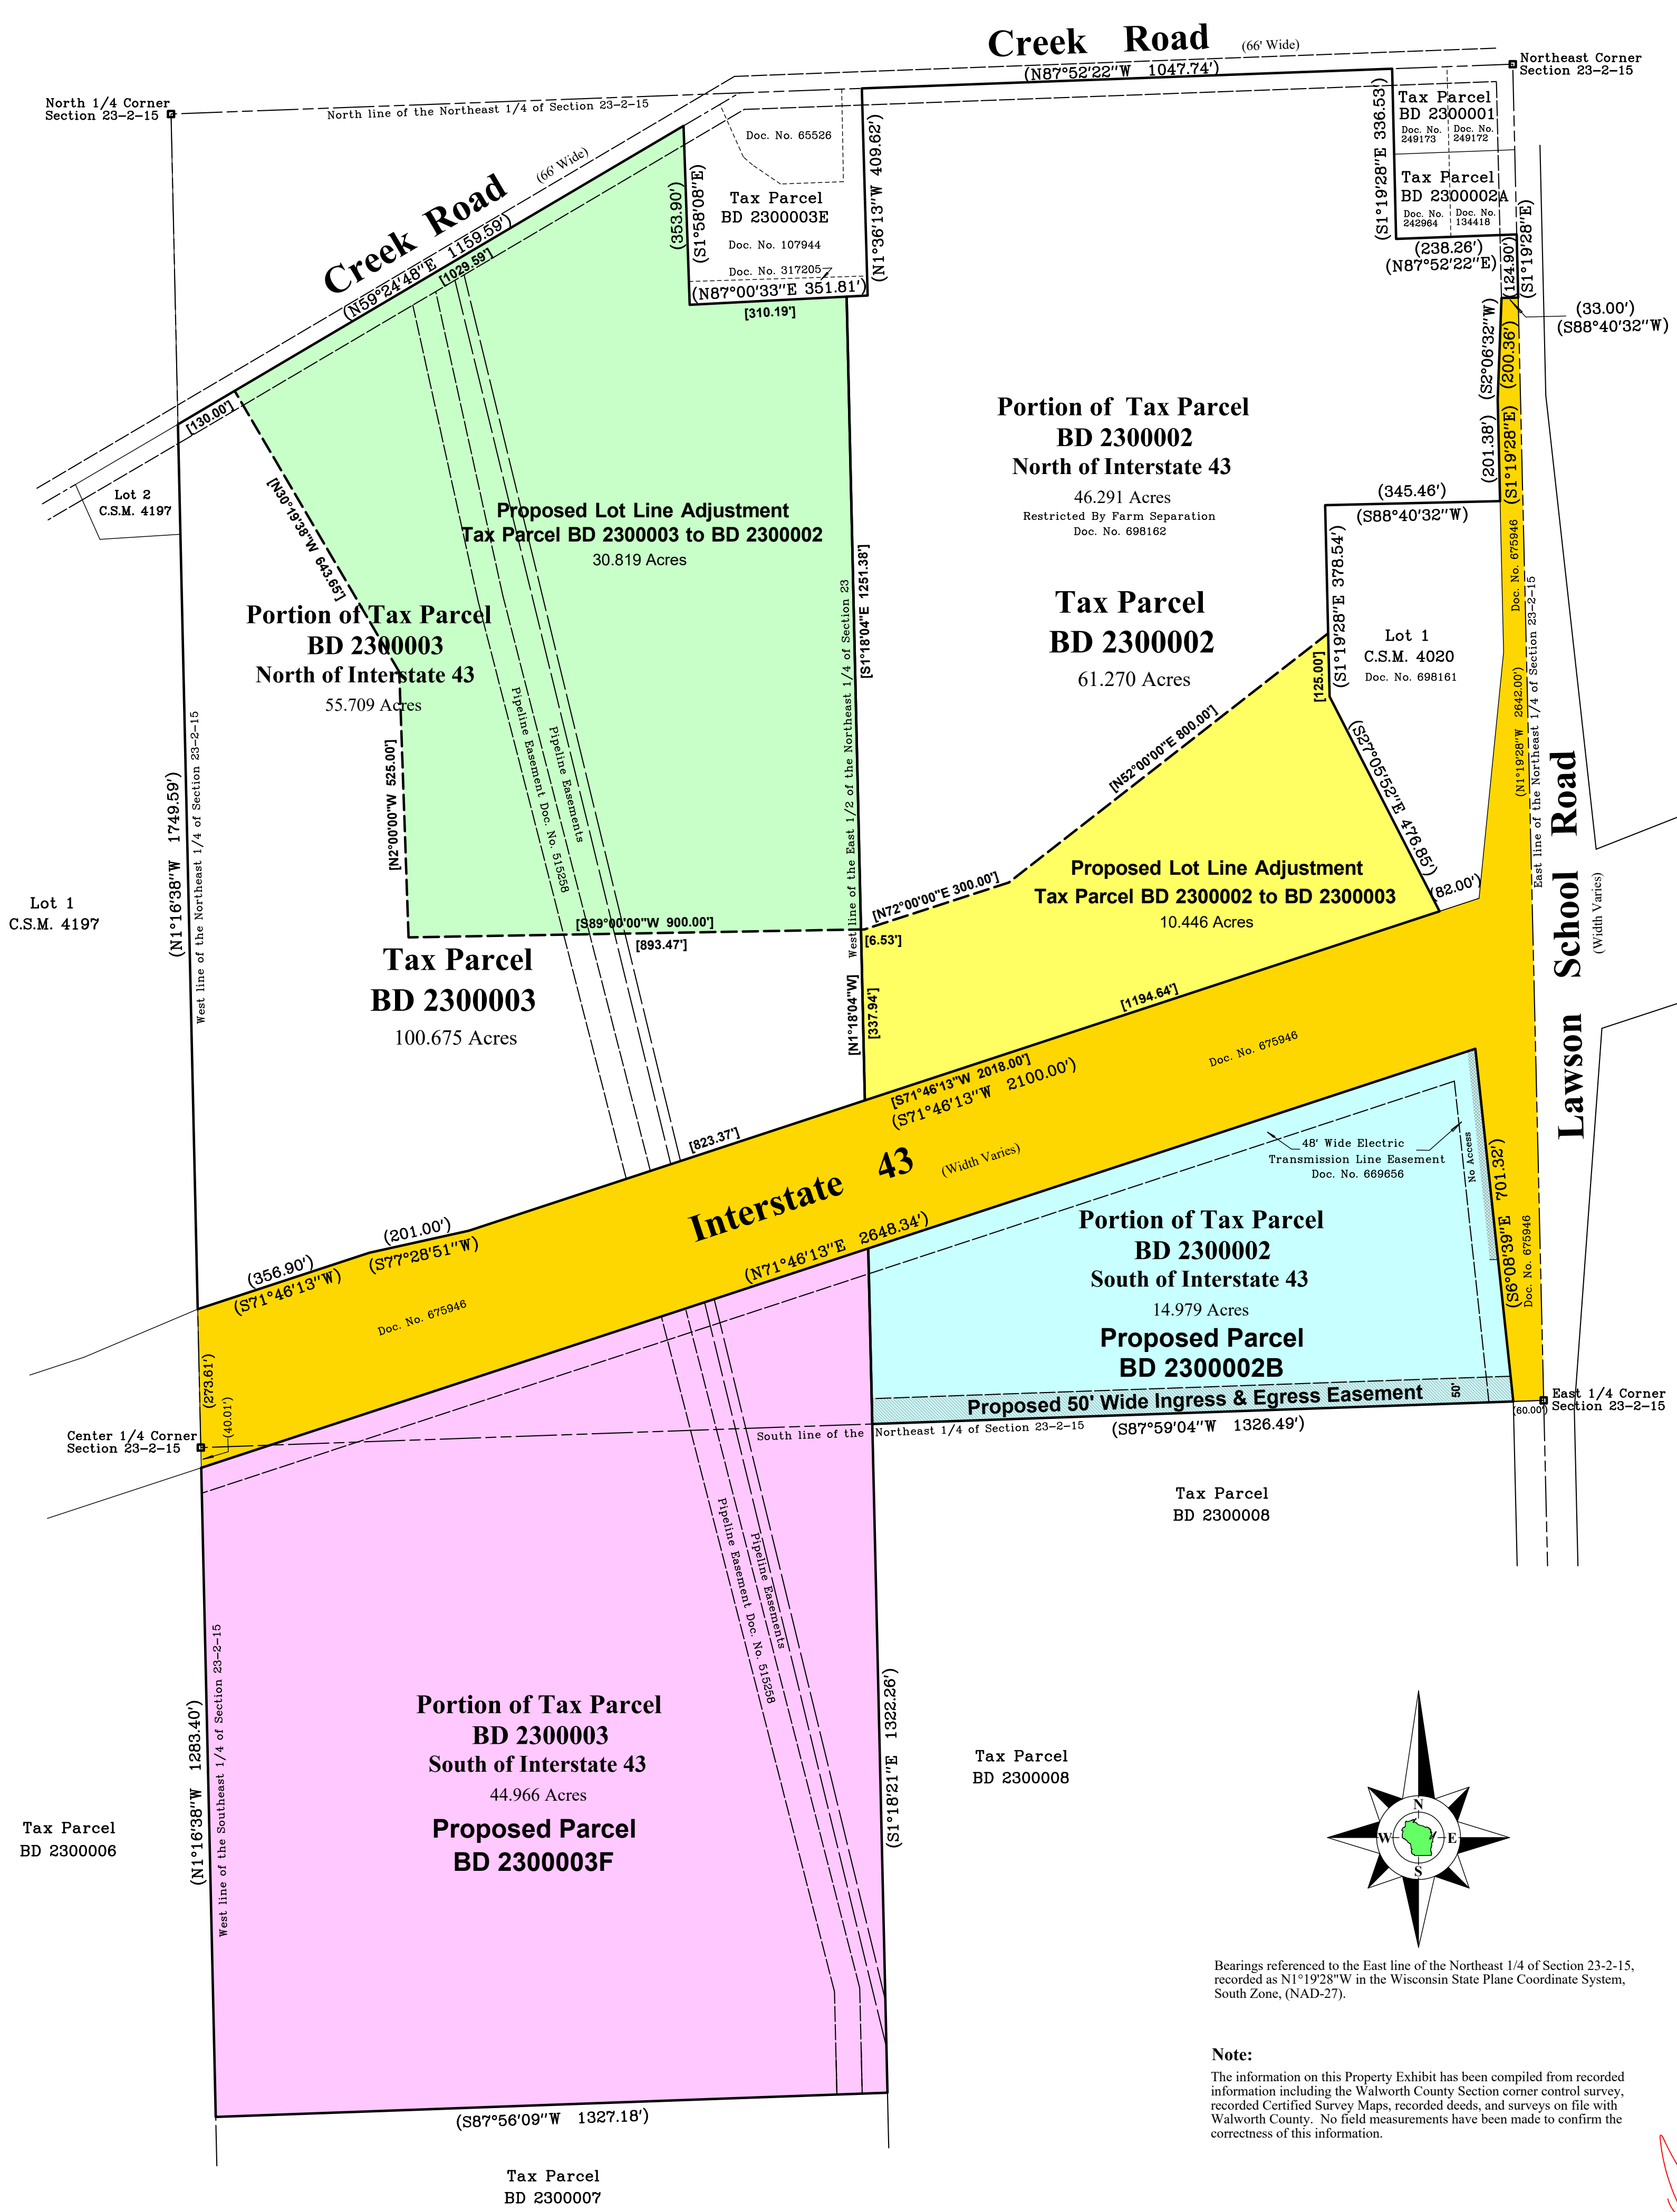 Creek Road (66' Wide)
(N87°52'22"W 1047.74')
Northeast Corner
Section 23-2-15
North 1/4 Corner
Section 23-2-15
North line of the Northeast 1/4 of Section 23-2-15
Creek Road
(66' Wide)
(N59°24'48"E 1159.59')
[1029.59']
[130.00']
Doc. No. 65526
Tax Parcel
BD 2300003E
Doc. No. 107944
Doc. No. 317205
(N87°00'33"E 351.81')
[310.19']
(353.90')
(S1°58'08"E)
(N1°36'13"W 409.62')
(S1°19'28"E 336.53')
Tax Parcel
BD 2300001
Doc. No. 249173
Doc. No. 249172
Tax Parcel
BD 2300002A
Doc. No. 242964
Doc. No. 134418
(238.26')
(N87°52'22"E)
(124.90')
(S1°19'28"E)
(33.00')
(S88°40'32"W)
(201.38') (S2°06'32"W)
(S1°19'28"E) (200.36')
Lot 2
C.S.M. 4197
[N30°19'38"W 643.65']
Proposed Lot Line Adjustment
Tax Parcel BD 2300003 to BD 2300002
30.819 Acres
Portion of Tax Parcel
BD 2300002
North of Interstate 43
46.291 Acres
Restricted By Farm Separation
Doc. No. 698162
(345.46')
(S88°40'32"W)
(S1°19'28"E 378.54')
Doc. No. 675946
[S1°18'04"E 1251.38']
West line of the East 1/2 of the Northeast 1/4 of Section 23
Portion of Tax Parcel
BD 2300003
North of Interstate 43
55.709 Acres
Tax Parcel
BD 2300002
61.270 Acres
Lot 1
C.S.M. 4020
Doc. No. 698161
[125.00']
(N1°19'28"W 2642.00')
East line of the Northeast 1/4 of Section 23-2-15
Pipeline Easement Doc. No. 515258
Pipeline Easements
[N52°00'00"E 800.00']
(S27°05'52"E 476.85')
[N2°00'00"W 525.00']
(N1°16'38"W 1749.59')
West line of the Northeast 1/4 of Section 23-2-15
Lot 1
C.S.M. 4197
Proposed Lot Line Adjustment
Tax Parcel BD 2300002 to BD 2300003
10.446 Acres
(82.00')
[N72°00'00"E 300.00']
[S89°00'00"W 900.00']
[893.47']
[6.53']
Lawson School Road
(Width Varies)
Tax Parcel
BD 2300003
100.675 Acres
[N1°18'04"W]
[337.94']
[1194.64']
[S71°46'13"W 2018.00']
(S71°46'13"W 2100.00')
Doc. No. 675946
[823.37']
Interstate 43 (Width Varies)
48' Wide Electric
Transmission Line Easement
Doc. No. 669656
No Access
(S6°08'39"E 701.32')
Doc. No. 675946
(201.00')
(S77°28'51"W)
(356.90')
(S71°46'13"W)
(N71°46'13"E 2648.34')
Doc. No. 675946
(273.61')
(40.01')
Portion of Tax Parcel
BD 2300002
South of Interstate 43
14.979 Acres
Proposed Parcel
BD 2300002B
Proposed 50' Wide Ingress & Egress Easement
50'
East 1/4 Corner
Section 23-2-15
(60.00')
(S87°59'04"W 1326.49')
South line of the Northeast 1/4 of Section 23-2-15
Center 1/4 Corner
Section 23-2-15
Tax Parcel
BD 2300008
Pipeline Easement Doc. No. 515258
Pipeline Easements
West line of the Southeast 1/4 of Section 23-2-15
(N1°16'38"W 1283.40')
Portion of Tax Parcel
BD 2300003
South of Interstate 43
44.966 Acres
Proposed Parcel
BD 2300003F
(S1°18'21"E 1322.26')
Tax Parcel
BD 2300008
Tax Parcel
BD 2300006
N
W
E
S
Bearings referenced to the East line of the Northeast 1/4 of Section 23-2-15,
recorded as N1°19'28"W in the Wisconsin State Plane Coordinate System,
South Zone, (NAD-27).
Note:
The information on this Property Exhibit has been compiled from recorded
information including the Walworth County Section corner control survey,
recorded Certified Survey Maps, recorded deeds, and surveys on file with
Walworth County. No field measurements have been made to confirm the
correctness of this information.
(S87°56'09"W 1327.18')
Tax Parcel
BD 2300007